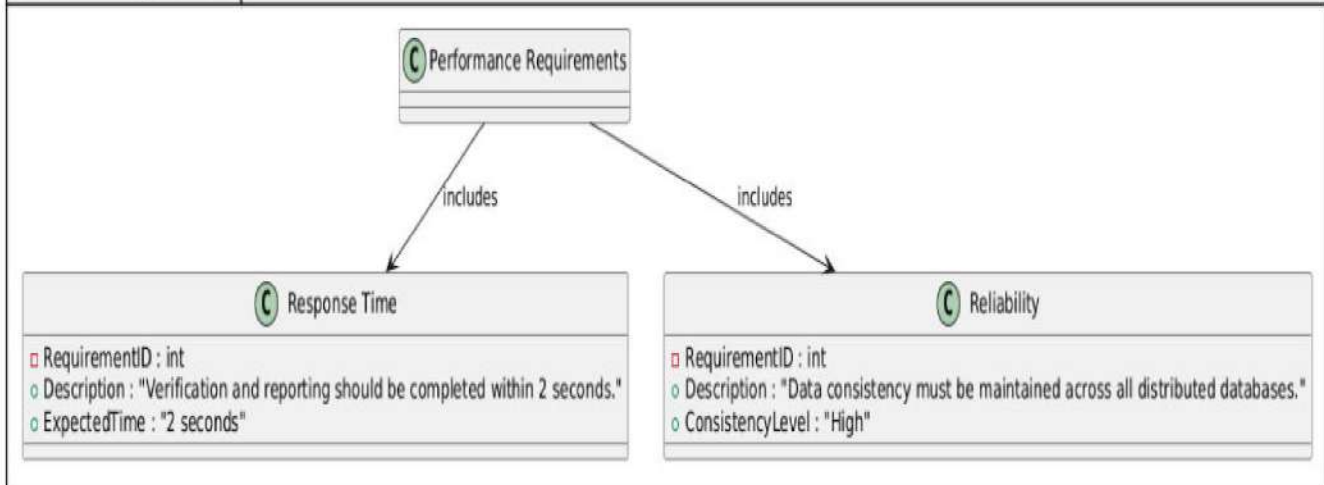 C Performance Requirements
includes
includes
C Response Time
RequirementID : int
Description : "Verification and reporting should be completed within 2 seconds."
ExpectedTime : "2 seconds"
C Reliability
RequirementID : int
Description : "Data consistency must be maintained across all distributed databases."
ConsistencyLevel : "High"